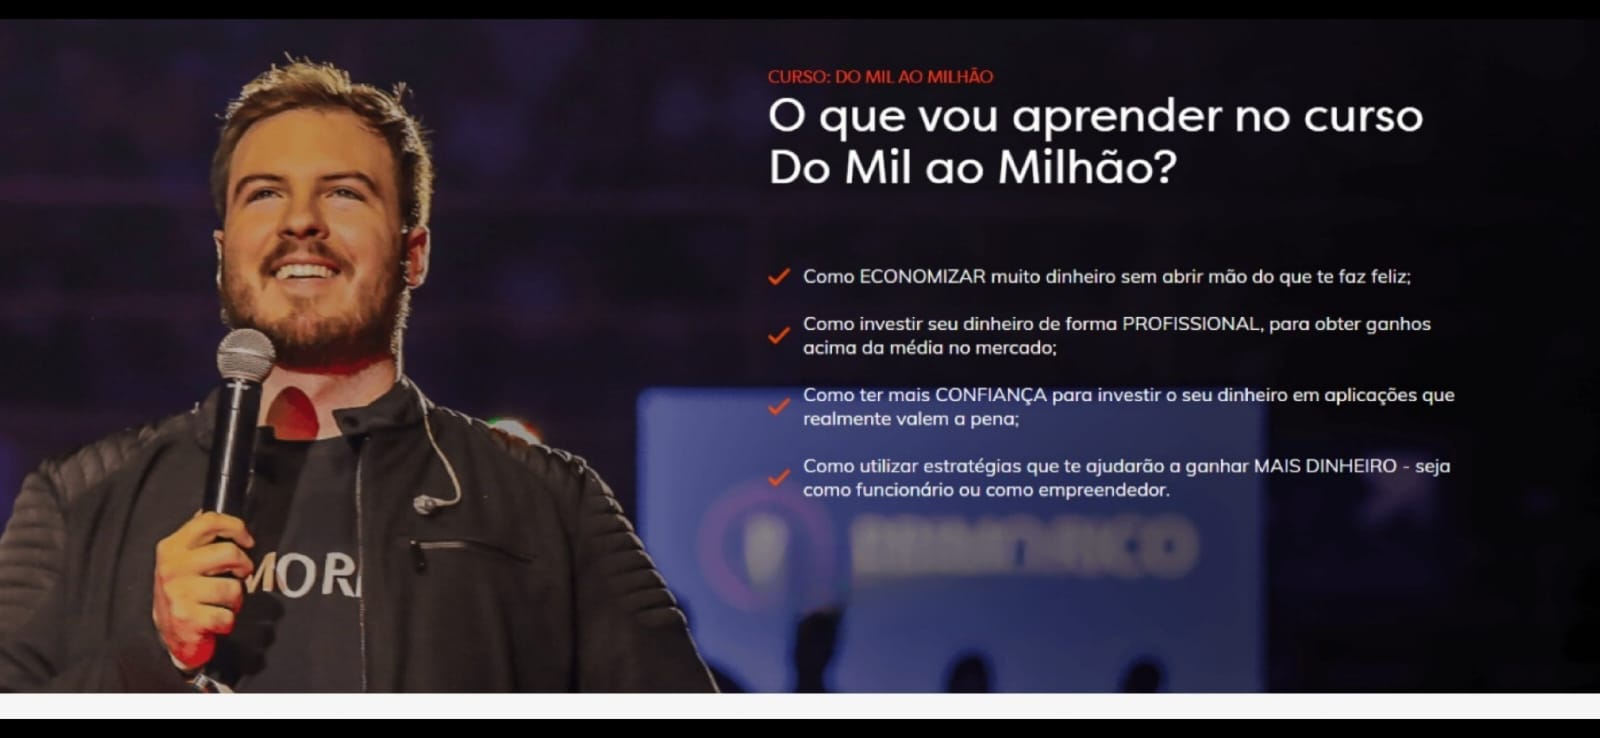 CURSO: DO MIL AO MILHÃO
O que vou aprender no curso
Do Mil ao Milhão?
Como ECONOMIZAR muito dinheiro sem abrir mão do que te faz feliz;
Como investir seu dinheiro de forma PROFISSIONAL, para obter ganhos
acima da média no mercado;
Como ter mais CONFIANÇA para investir o seu dinheiro em aplicações que
realmente valem a pena;
Como utilizar estratégias que te ajudarão a ganhar MAIS DINHEIRO - seja
como funcionário ou como empreendedor.